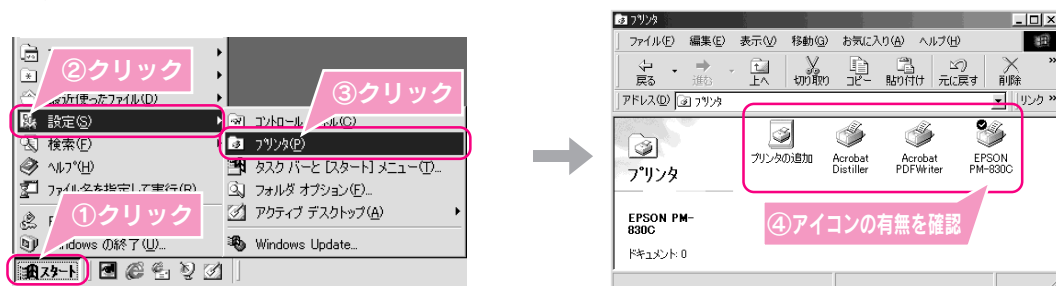 ②クリック
最近使ったファイル(D)
設定(S)
検索(F)
ヘルプ(H)
ファイル名を指定して実行(R)
①クリック
Windows の終了(U)...
スタート
③クリック
コントロール
(C)
プリンタ(P)
タスク バーと [スタート] メニュー(T)...
フォルダ オプション(F)...
アクティブ デスクトップ(A)
Windows Update...
プリンタ
ファイル(F) 編集(E) 表示(V) 移動(G) お気に入り(A) ヘルプ(H)
戻る 進む 上へ 切り取り コピー 貼り付け 元に戻す 削除
アドレス(D) プリンタ リンク »
プリンタ
EPSON PM-
830C
ドキュメント: 0
プリンタの追加
Acrobat
Distiller
Acrobat
PDFWriter
EPSON
PM-830C
④アイコンの有無を確認